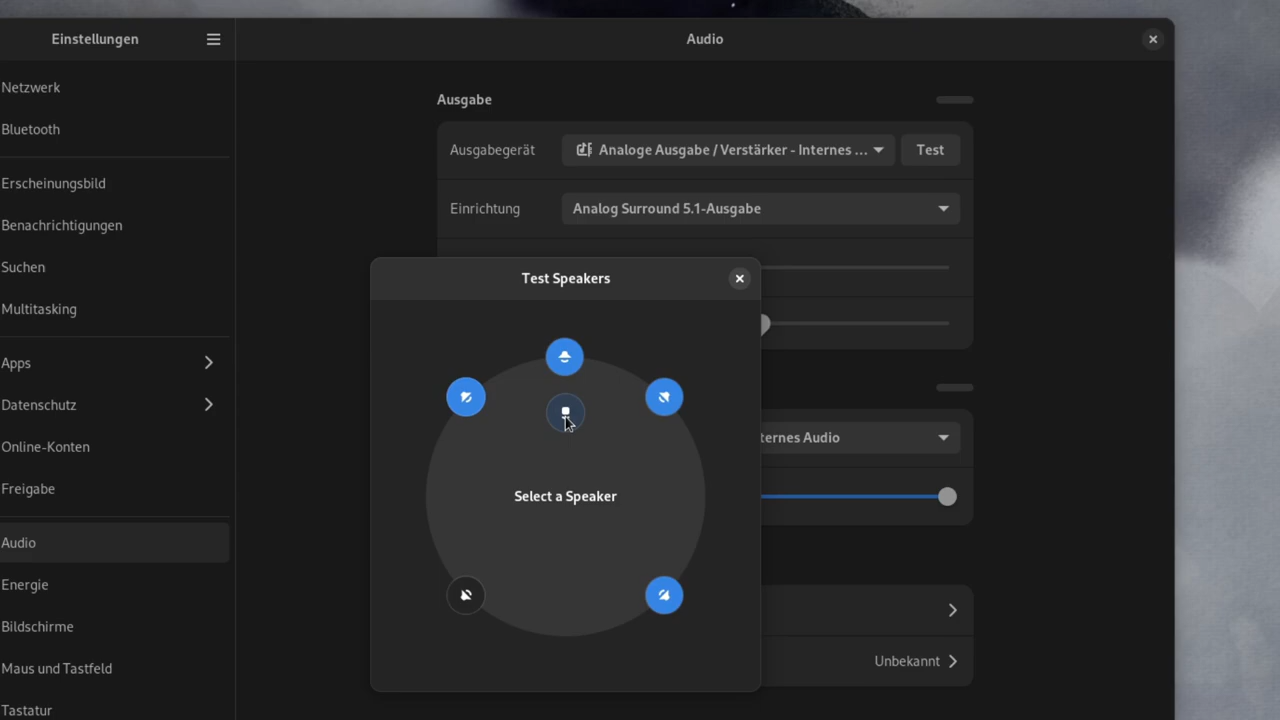 Einstellungen
Audio
Netzwerk
Bluetooth
Erscheinungsbild
Benachrichtigungen
Suchen
Multitasking
Apps
Datenschutz
Online-Konten
Freigabe
Audio
Energie
Bildschirme
Maus und Tastfeld
Tastatur
Ausgabe
Ausgabegerät
Analoge Ausgabe / Verstärker - Internes ...
Test
Einrichtung
Analog Surround 5.1-Ausgabe
Test Speakers
Select a Speaker
ternes Audio
Unbekannt